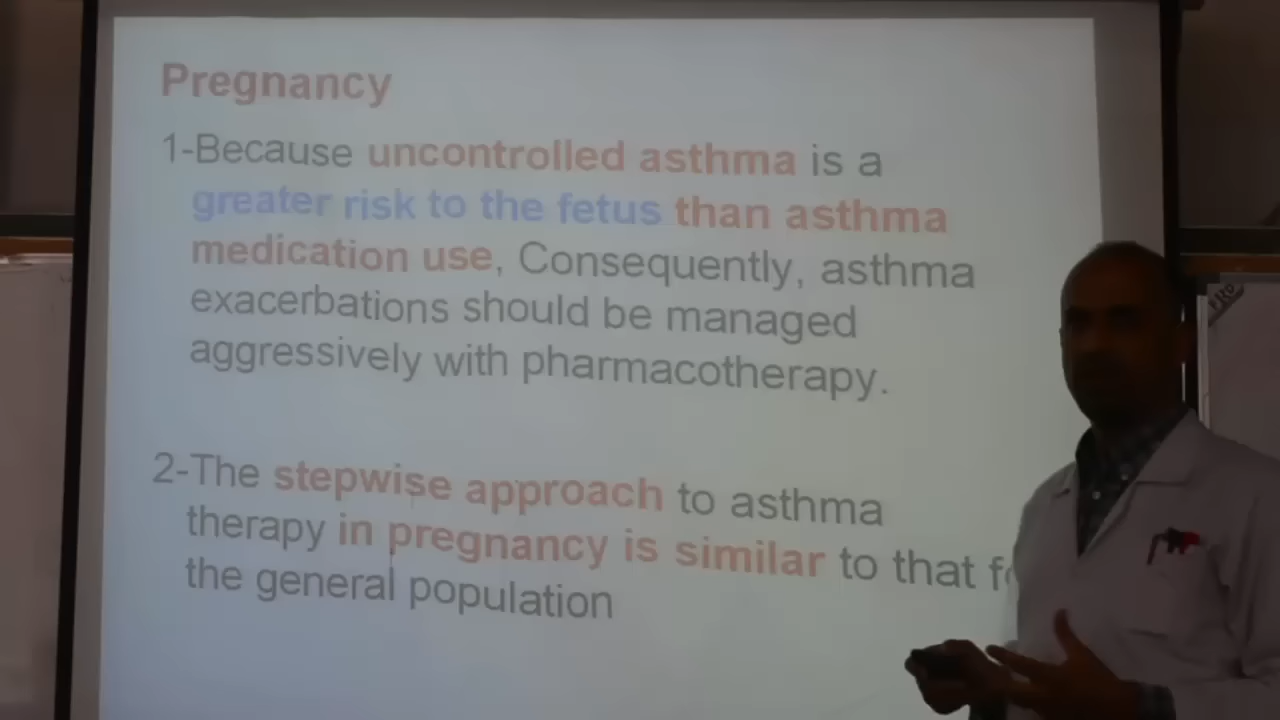 Pregnancy
1-Because uncontrolled asthma is a
greater risk to the fetus than asthma
medication use, Consequently, asthma
exacerbations should be managed
aggressively with pharmacotherapy.
2-The stepwise approach to asthma
therapy in pregnancy is similar to that
the general population